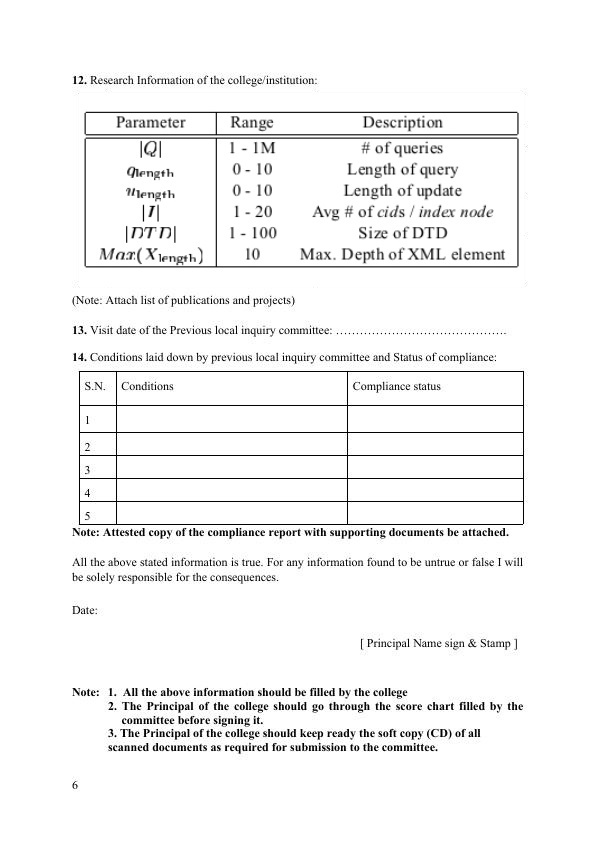 12. Research Information of the college/institution:
Parameter Range Description
|Q| 1 - 1M # of queries
qlength 0 - 10 Length of query
ulength 0 - 10 Length of update
|I| 1 - 20 Avg # of cids / index node
|DTD| 1 - 100 Size of DTD
Max(Xlength) 10 Max. Depth of XML element
(Note: Attach list of publications and projects)
13. Visit date of the Previous local inquiry committee: …………………………………….
14. Conditions laid down by previous local inquiry committee and Status of compliance:
S.N. Conditions Compliance status
1
2
3
4
5
Note: Attested copy of the compliance report with supporting documents be attached.
All the above stated information is true. For any information found to be untrue or false I will
be solely responsible for the consequences.
Date:
[ Principal Name sign & Stamp ]
Note: 1. All the above information should be filled by the college
2. The Principal of the college should go through the score chart filled by the
committee before signing it.
3. The Principal of the college should keep ready the soft copy (CD) of all
scanned documents as required for submission to the committee.
6